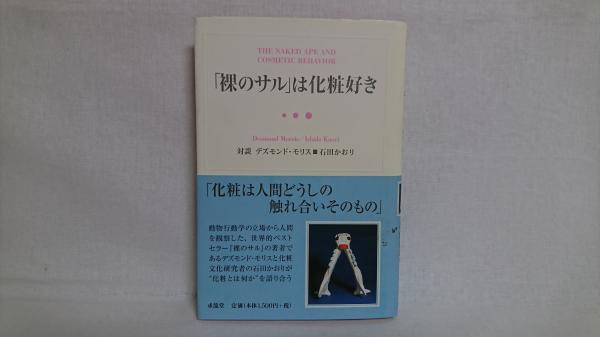 THE NAKED APE AND
COSMETIC BEHAVIOR
「裸のサル」は化粧好き
Desmond Morris/Ishida Kaori
対談 デズモンド・モリス■石田かおり
「化粧は人間どうしの
触れ合いそのもの」
動物行動学の立場から人間
を観察した、世界的ベスト
セラー『裸のサル』の著者で
あるデズモンド・モリスと化粧
文化研究者の石田かおりが
“化粧とは何か”を語り合う
求龍堂 定価(本体1,500円+税)